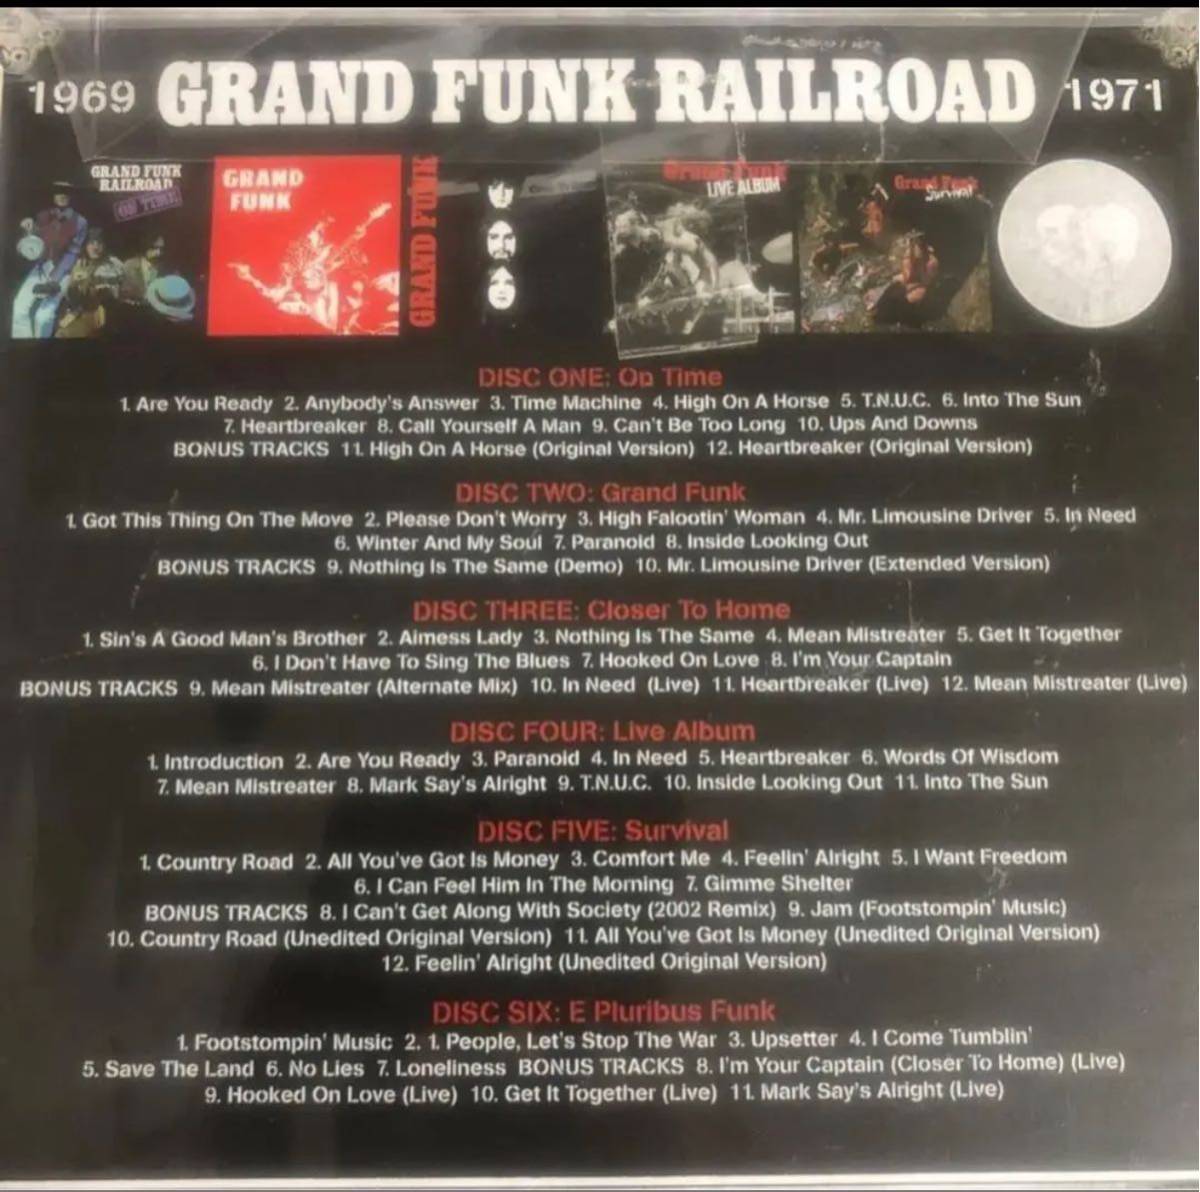 1969 GRAND FUNK RAILROAD 1971
GRAND FUNK
RAILROAD
ON TIME
GRAND
FUNK
GRAND FUNK
Grand Funk
LIVE ALBUM
Grand Funk
Survival
DISC ONE: On Time
1. Are You Ready 2. Anybody's Answer 3. Time Machine 4. High On A Horse 5. T.N.U.C. 6. Into The Sun
7. Heartbreaker 8. Call Yourself A Man 9. Can't Be Too Long 10. Ups And Downs
BONUS TRACKS 11. High On A Horse (Original Version) 12. Heartbreaker (Original Version)
DISC TWO: Grand Funk
1. Got This Thing On The Move 2. Please Don't Worry 3. High Falootin' Woman 4. Mr. Limousine Driver 5. In Need
6. Winter And My Soul 7. Paranoid 8. Inside Looking Out
BONUS TRACKS 9. Nothing Is The Same (Demo) 10. Mr. Limousine Driver (Extended Version)
DISC THREE: Closer To Home
1. Sin's A Good Man's Brother 2. Aimess Lady 3. Nothing Is The Same 4. Mean Mistreater 5. Get It Together
6. I Don't Have To Sing The Blues 7. Hooked On Love 8. I'm Your Captain
BONUS TRACKS 9. Mean Mistreater (Alternate Mix) 10. In Need (Live) 11. Heartbreaker (Live) 12. Mean Mistreater (Live)
DISC FOUR: Live Album
1. Introduction 2. Are You Ready 3. Paranoid 4. In Need 5. Heartbreaker 6. Words Of Wisdom
7. Mean Mistreater 8. Mark Say's Alright 9. T.N.U.C. 10. Inside Looking Out 11. Into The Sun
DISC FIVE: Survival
1. Country Road 2. All You've Got Is Money 3. Comfort Me 4. Feelin' Alright 5. I Want Freedom
6. I Can Feel Him In The Morning 7. Gimme Shelter
BONUS TRACKS 8. I Can't Get Along With Society (2002 Remix) 9. Jam (Footstompin' Music)
10. Country Road (Unedited Original Version) 11. All You've Got Is Money (Unedited Original Version)
12. Feelin' Alright (Unedited Original Version)
DISC SIX: E Pluribus Funk
1. Footstompin' Music 2. 1. People, Let's Stop The War 3. Upsetter 4. I Come Tumblin'
5. Save The Land 6. No Lies 7. Loneliness BONUS TRACKS 8. I'm Your Captain (Closer To Home) (Live)
9. Hooked On Love (Live) 10. Get It Together (Live) 11. Mark Say's Alright (Live)